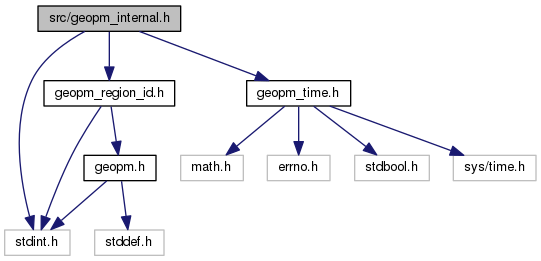 src/geopm_internal.h
geopm_region_id.h
geopm_time.h
geopm.h
math.h
errno.h
stdbool.h
sys/time.h
stdint.h
stddef.h